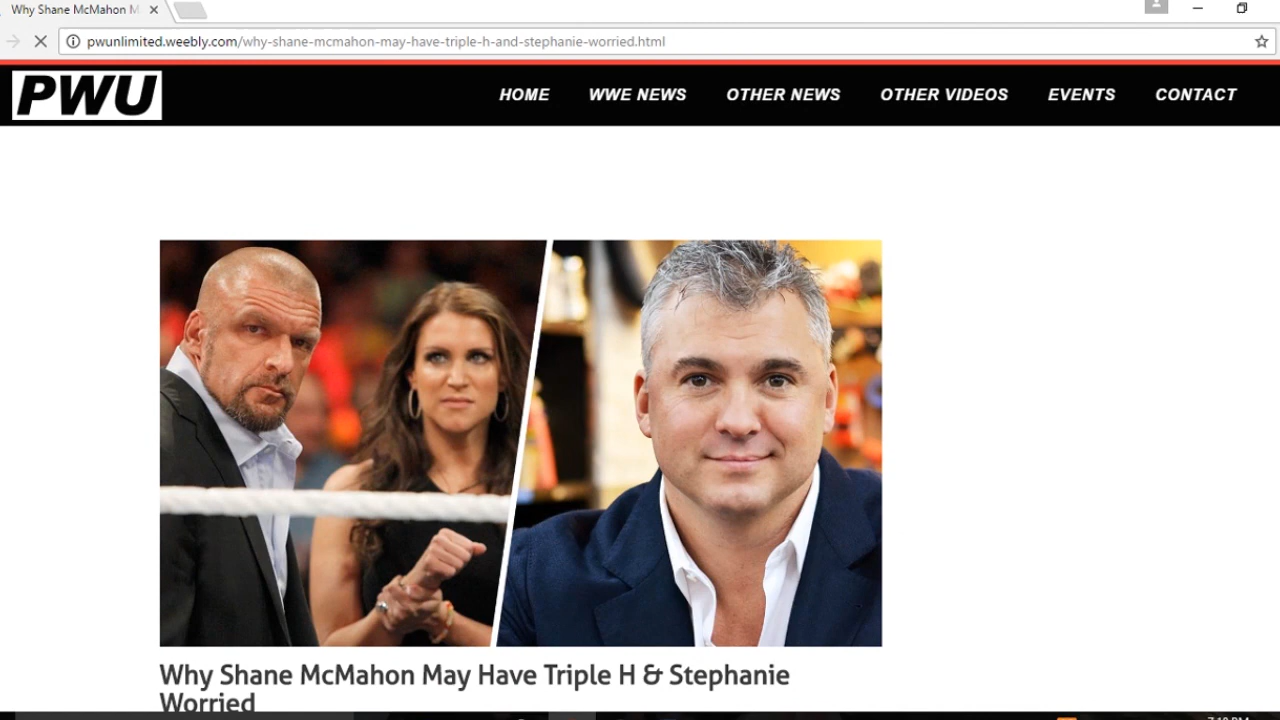 Why Shane McMahon M
pwunlimited.weebly.com/why-shane-mcmahon-may-have-triple-h-and-stephanie-worried.html
PWU
HOME WWE NEWS OTHER NEWS OTHER VIDEOS EVENTS CONTACT
Why Shane McMahon May Have Triple H & Stephanie
Worried